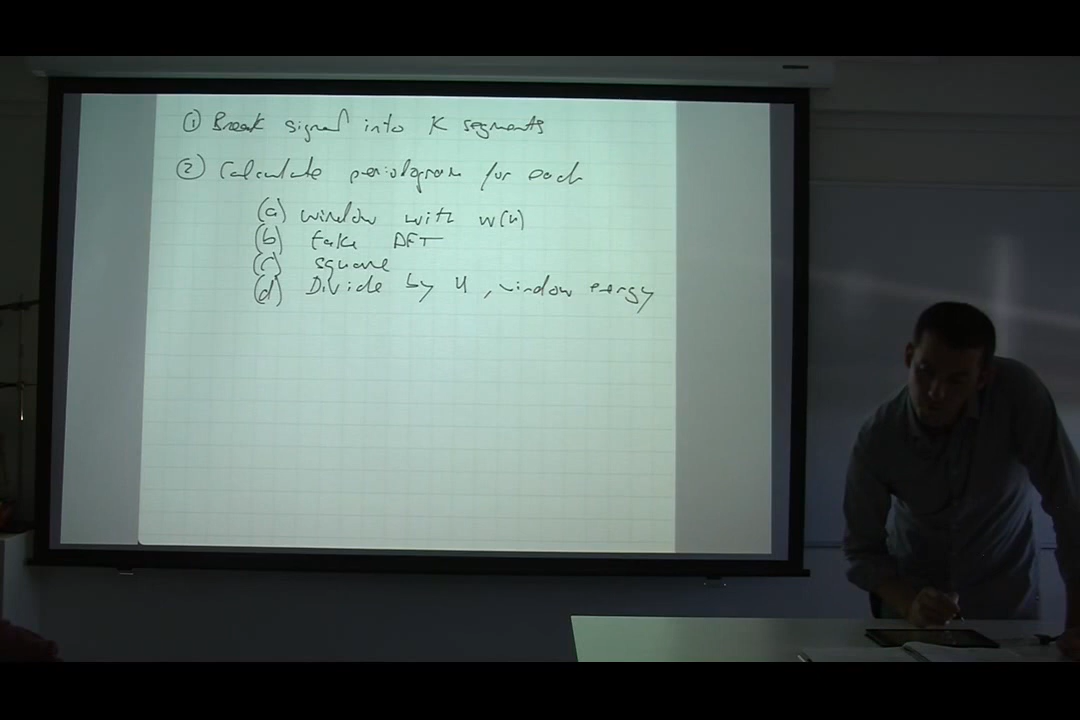 ① Break signal into K segments
② Calculate periodogram for each
(a) window with w(n)
(b) take DFT
(c) square
(d) Divide by U, window energy